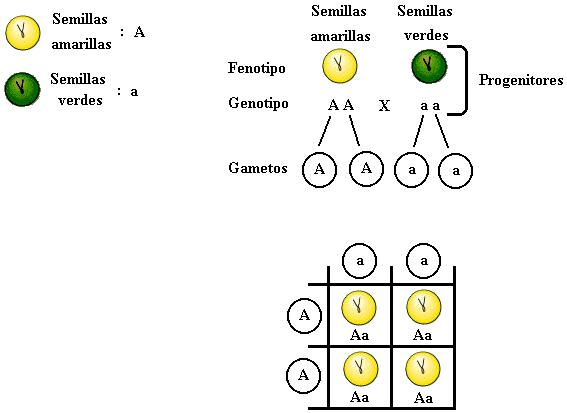 Semillas
amarillas : A
Semillas
verdes : a
Semillas
amarillas
Semillas
verdes
Fenotipo
Progenitores
Genotipo A A X a a
Gametos A A a a
a a
A
Aa Aa
A
Aa Aa